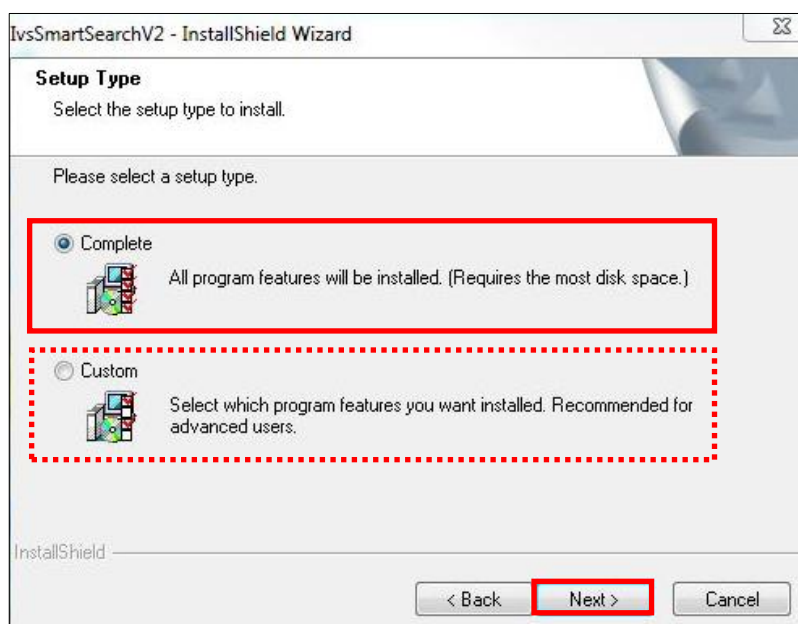 IvsSmartSearchV2 - InstallShield Wizard
Setup Type
Select the setup type to install.
Please select a setup type.
Complete
All program features will be installed. (Requires the most disk space.)
Custom
Select which program features you want installed. Recommended for
advanced users.
InstallShield
< Back Next > Cancel